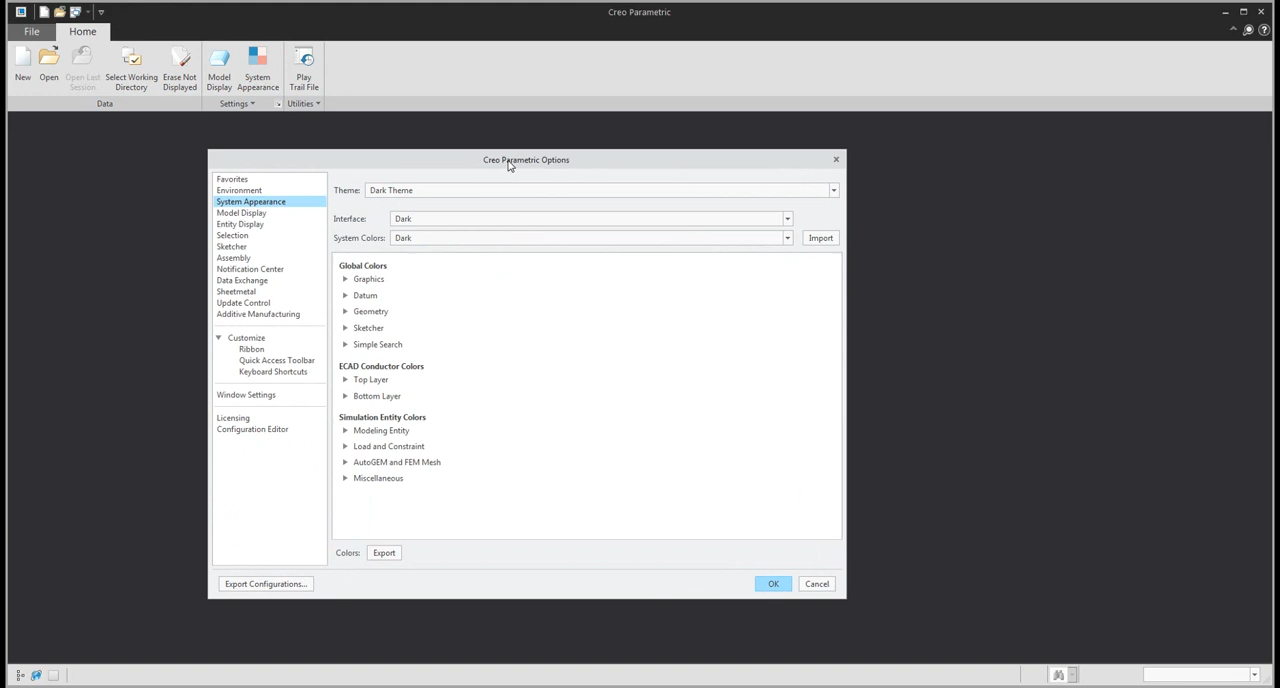 Creo Parametric
File Home
New Open Open Last Session Select Working Directory Erase Not Displayed Model Display System Appearance Play Trail File
Data Settings Utilities
Creo Parametric Options
Favorites
Environment
System Appearance
Model Display
Entity Display
Selection
Sketcher
Assembly
Notification Center
Data Exchange
Sheetmetal
Update Control
Additive Manufacturing
Customize
Ribbon
Quick Access Toolbar
Keyboard Shortcuts
Window Settings
Licensing
Configuration Editor
Theme: Dark Theme
Interface: Dark
System Colors: Dark Import
Global Colors
Graphics
Datum
Geometry
Sketcher
Simple Search
ECAD Conductor Colors
Top Layer
Bottom Layer
Simulation Entity Colors
Modeling Entity
Load and Constraint
AutoGEM and FEM Mesh
Miscellaneous
Colors: Export
Export Configurations... OK Cancel